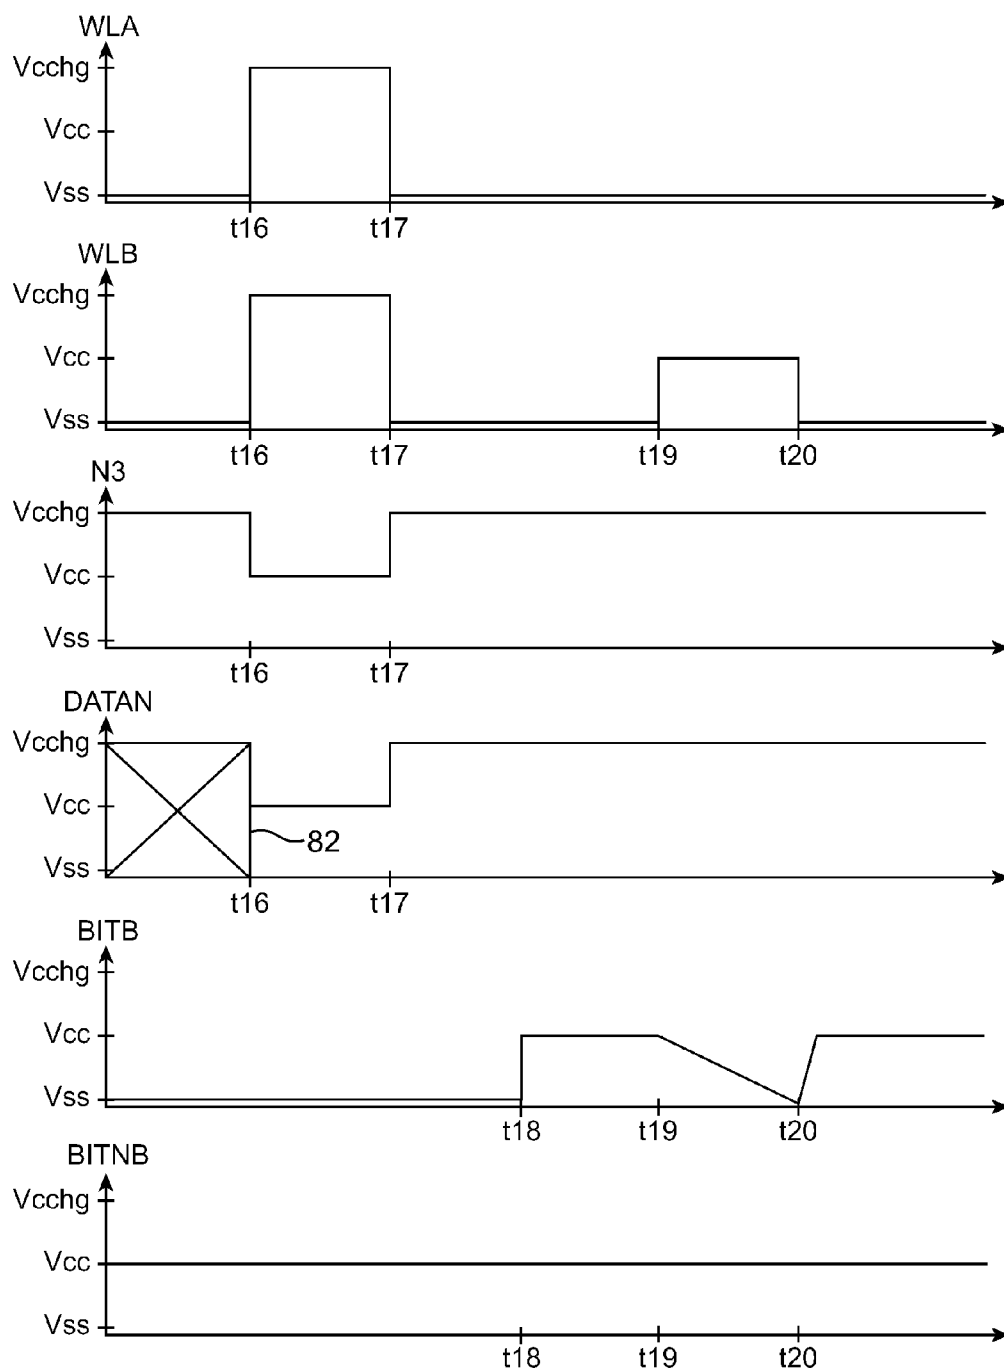 WLA
Vcchg
Vcc
Vss
t16 t17
WLB
Vcchg
Vcc
Vss
t16 t17 t19 t20
N3
Vcchg
Vcc
Vss
t16 t17
DATAN
Vcchg
Vcc
82
Vss
t16 t17
BITB
Vcchg
Vcc
Vss
t18 t19 t20
BITNB
Vcchg
Vcc
Vss
t18 t19 t20